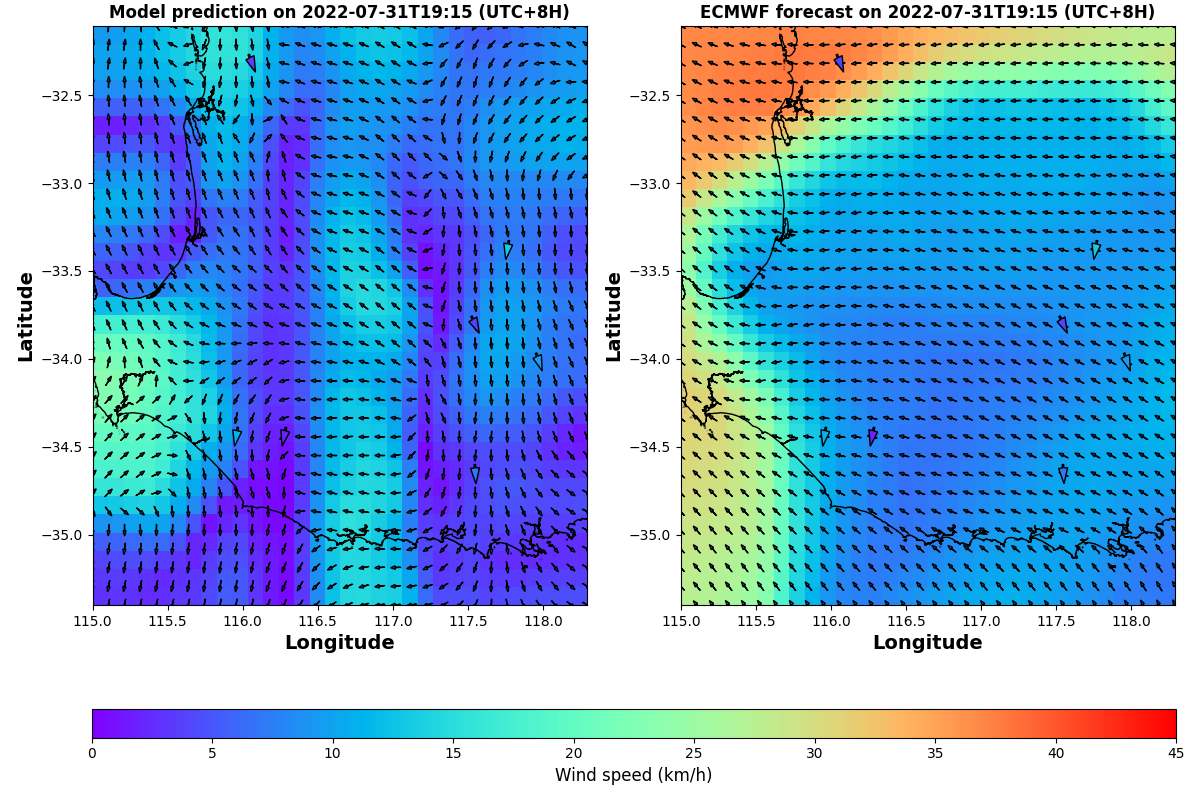 Model prediction on 2022-07-31T19:15 (UTC+8H)
ECMWF forecast on 2022-07-31T19:15 (UTC+8H)
Latitude
−32.5
−33.0
−33.5
−34.0
−34.5
−35.0
115.0 115.5 116.0 116.5 117.0 117.5 118.0
Longitude
Latitude
−32.5
−33.0
−33.5
−34.0
−34.5
−35.0
115.0 115.5 116.0 116.5 117.0 117.5 118.0
Longitude
0 5 10 15 20 25 30 35 40 45
Wind speed (km/h)